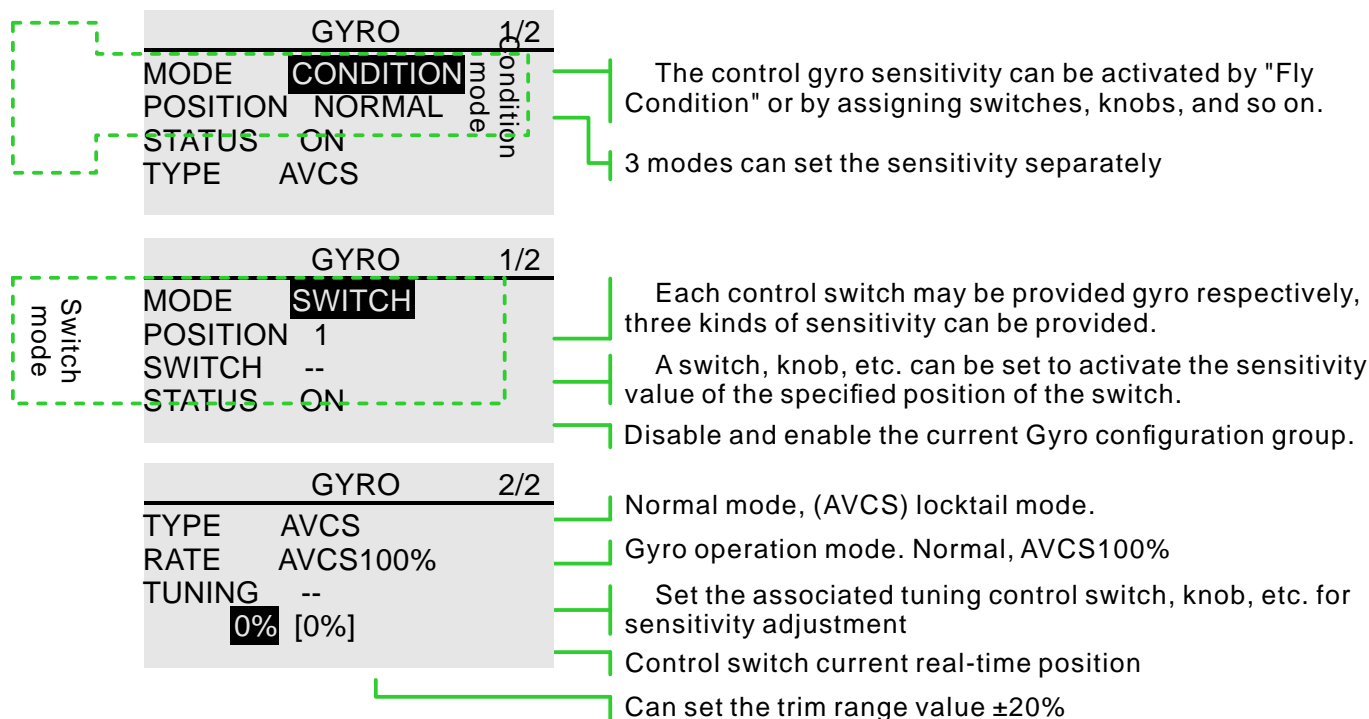 GYRO 1/2
MODE CONDITION
POSITION NORMAL
STATUS ON
TYPE AVCS
Condition
mode
The control gyro sensitivity can be activated by "Fly
Condition" or by assigning switches, knobs, and so on.
3 modes can set the sensitivity separately
GYRO 1/2
Switch
mode
MODE SWITCH
POSITION 1
SWITCH --
STATUS ON
Each control switch may be provided gyro respectively,
three kinds of sensitivity can be provided.
A switch, knob, etc. can be set to activate the sensitivity
value of the specified position of the switch.
Disable and enable the current Gyro configuration group.
GYRO 2/2
TYPE AVCS
RATE AVCS100%
TUNING --
0% [0%]
Normal mode, (AVCS) locktail mode.
Gyro operation mode. Normal, AVCS100%
Set the associated tuning control switch, knob, etc. for
sensitivity adjustment
Control switch current real-time position
Can set the trim range value ±20%